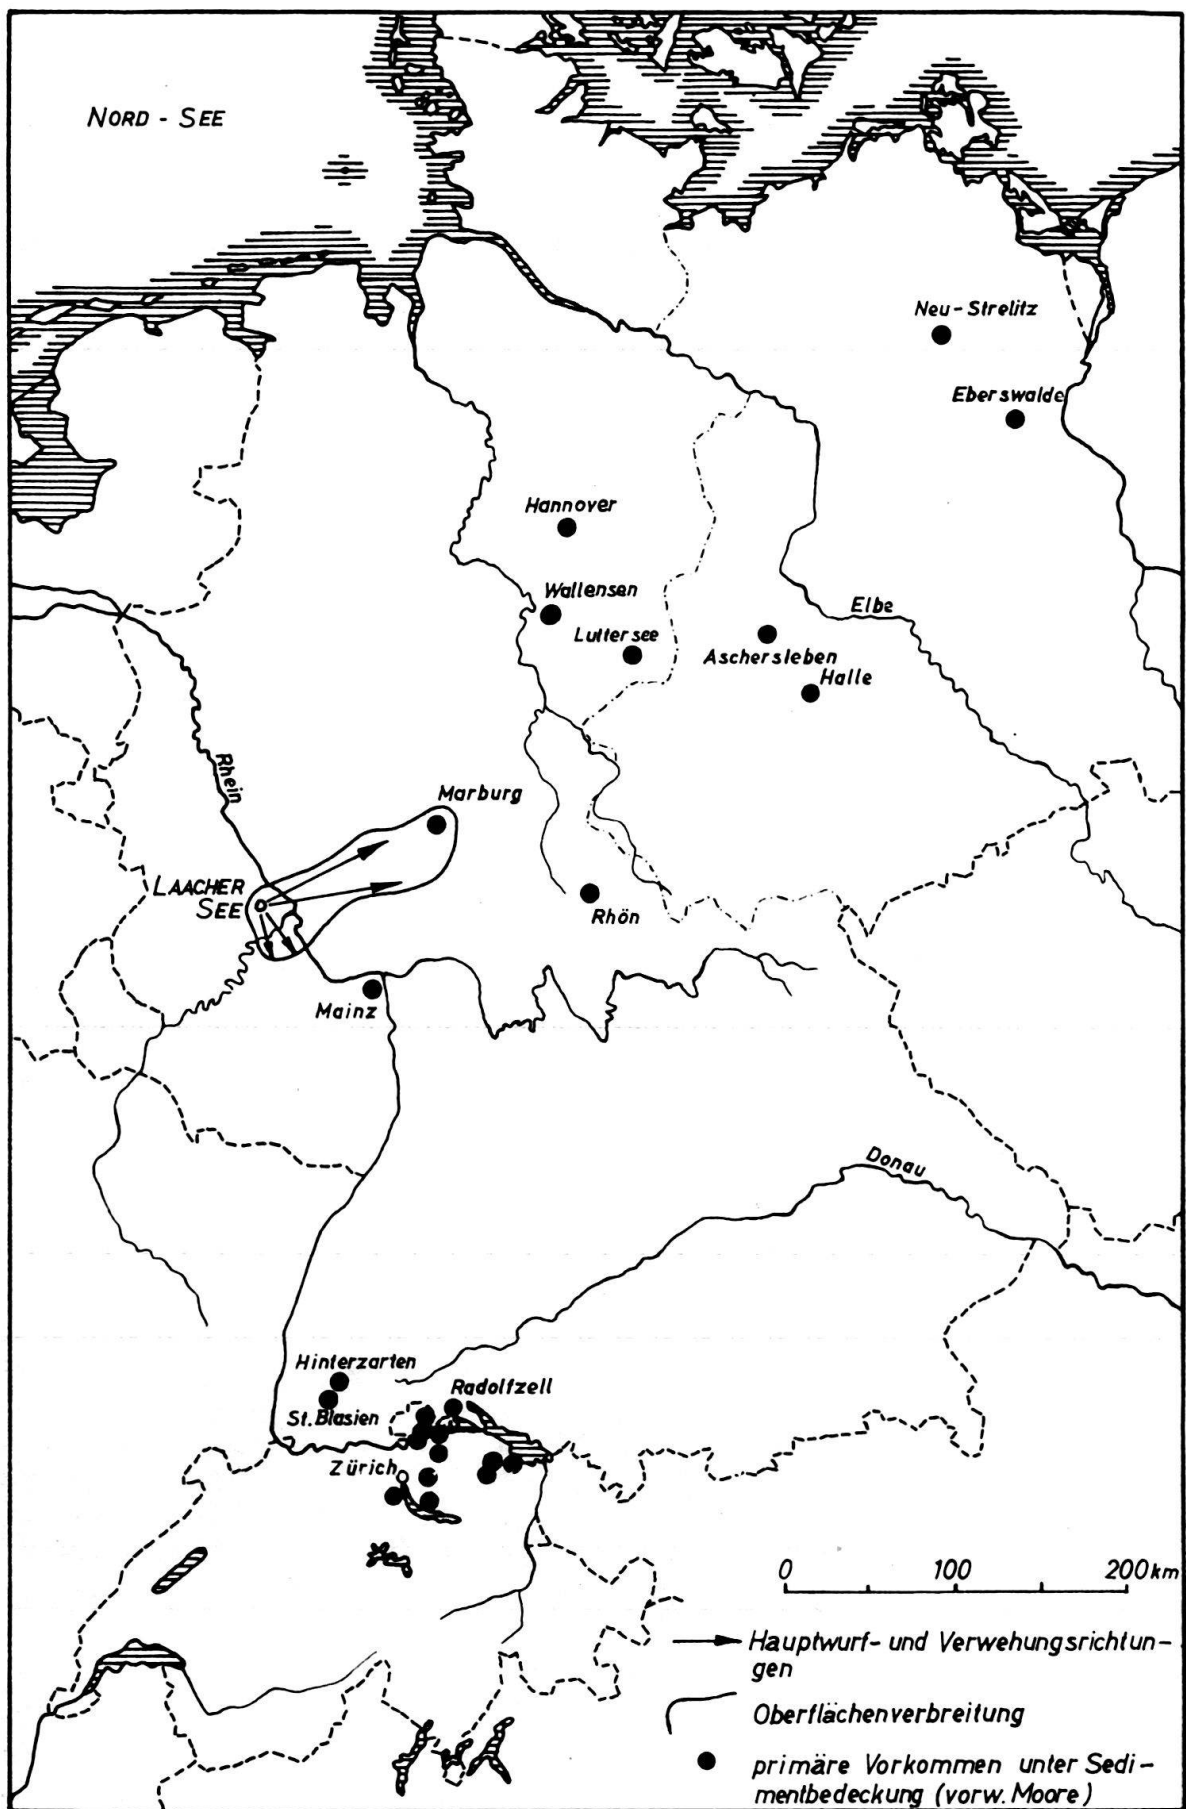 NORD - SEE
Neu-Strelitz
Eberswalde
Hannover
Wallensen
Luttersee
Elbe
Aschersleben
Halle
Rhein
Marburg
LAACHER
SEE
Rhön
Mainz
Donau
Hinterzarten
Radolfzell
St. Blasien
Zürich
0 100 200 km
Hauptwurf- und Verwehungsrichtun-
gen
Oberflächenverbreitung
primäre Vorkommen unter Sedi-
mentbedeckung (vorw. Moore)